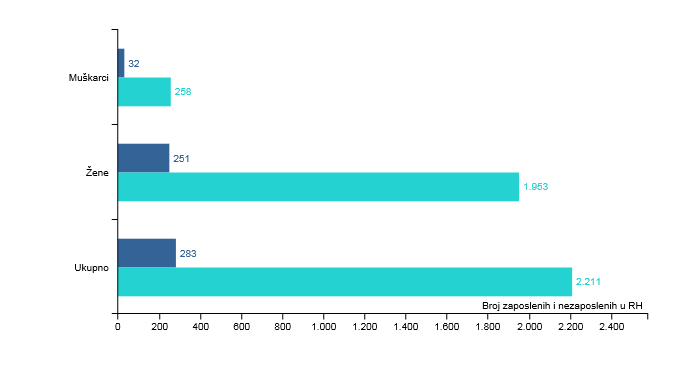 Muškarci
32
258
Žene
251
1.953
Ukupno
283
2.211
Broj zaposlenih i nezaposlenih u RH
0 200 400 600 800 1.000 1.200 1.400 1.600 1.800 2.000 2.200 2.400